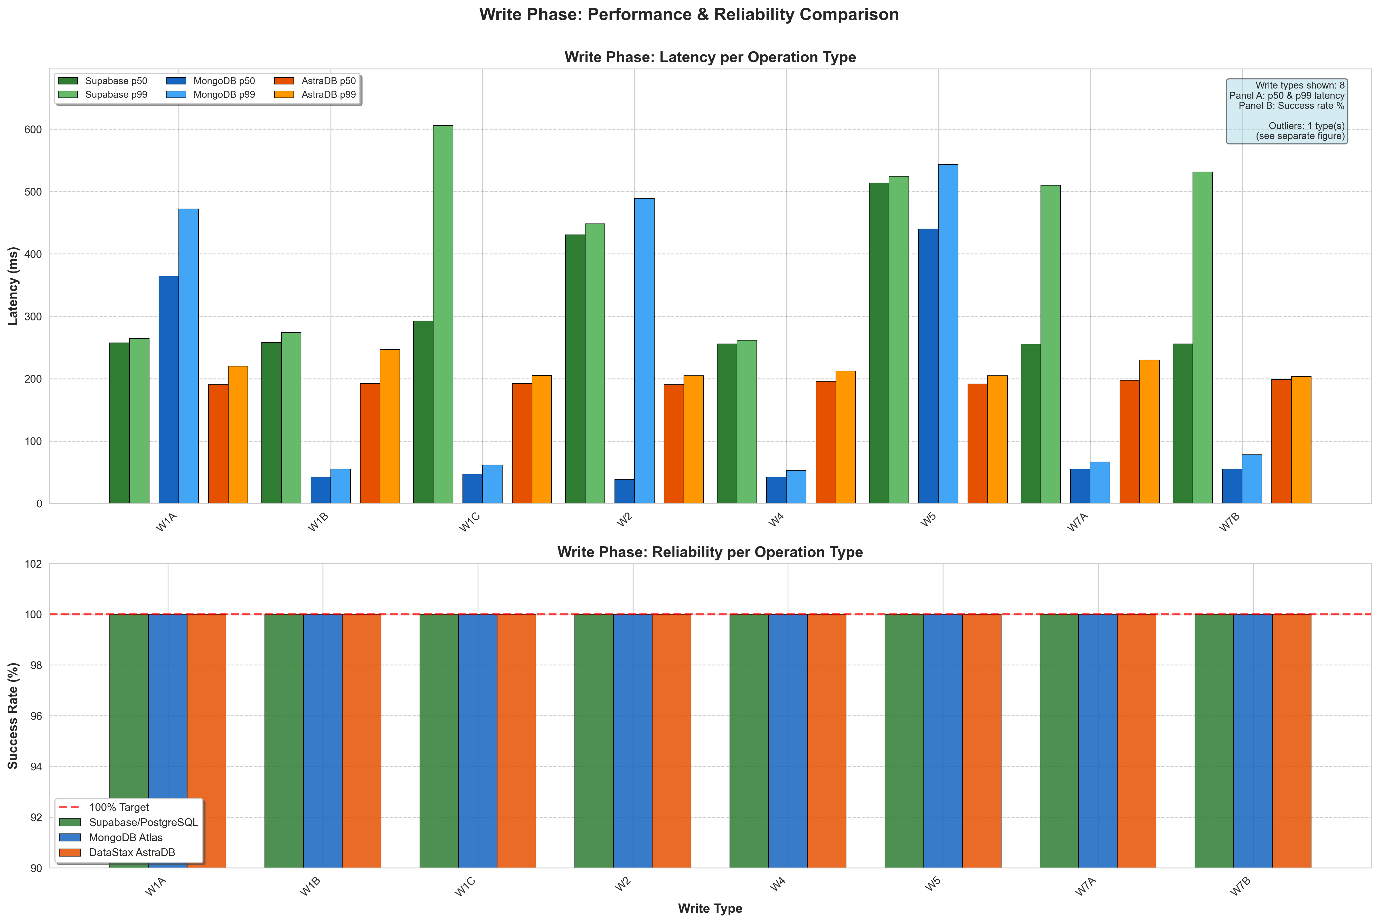 Write Phase: Performance & Reliability Comparison
Write Phase: Latency per Operation Type
Supabase p50
Supabase p99
MongoDB p50
MongoDB p99
AstraDB p50
AstraDB p99
Write types shown: 8
Panel A: p50 & p99 latency
Panel B: Success rate %
Outliers: 1 type(s)
(see separate figure)
Latency (ms)
600
500
400
300
200
100
0
W1A
W1B
W1C
W2
W4
W5
W7A
W7B
Write Phase: Reliability per Operation Type
Success Rate (%)
102
100
98
96
94
92
90
100% Target
Supabase/PostgreSQL
MongoDB Atlas
DataStax AstraDB
W1A
W1B
W1C
W2
W4
W5
W7A
W7B
Write Type